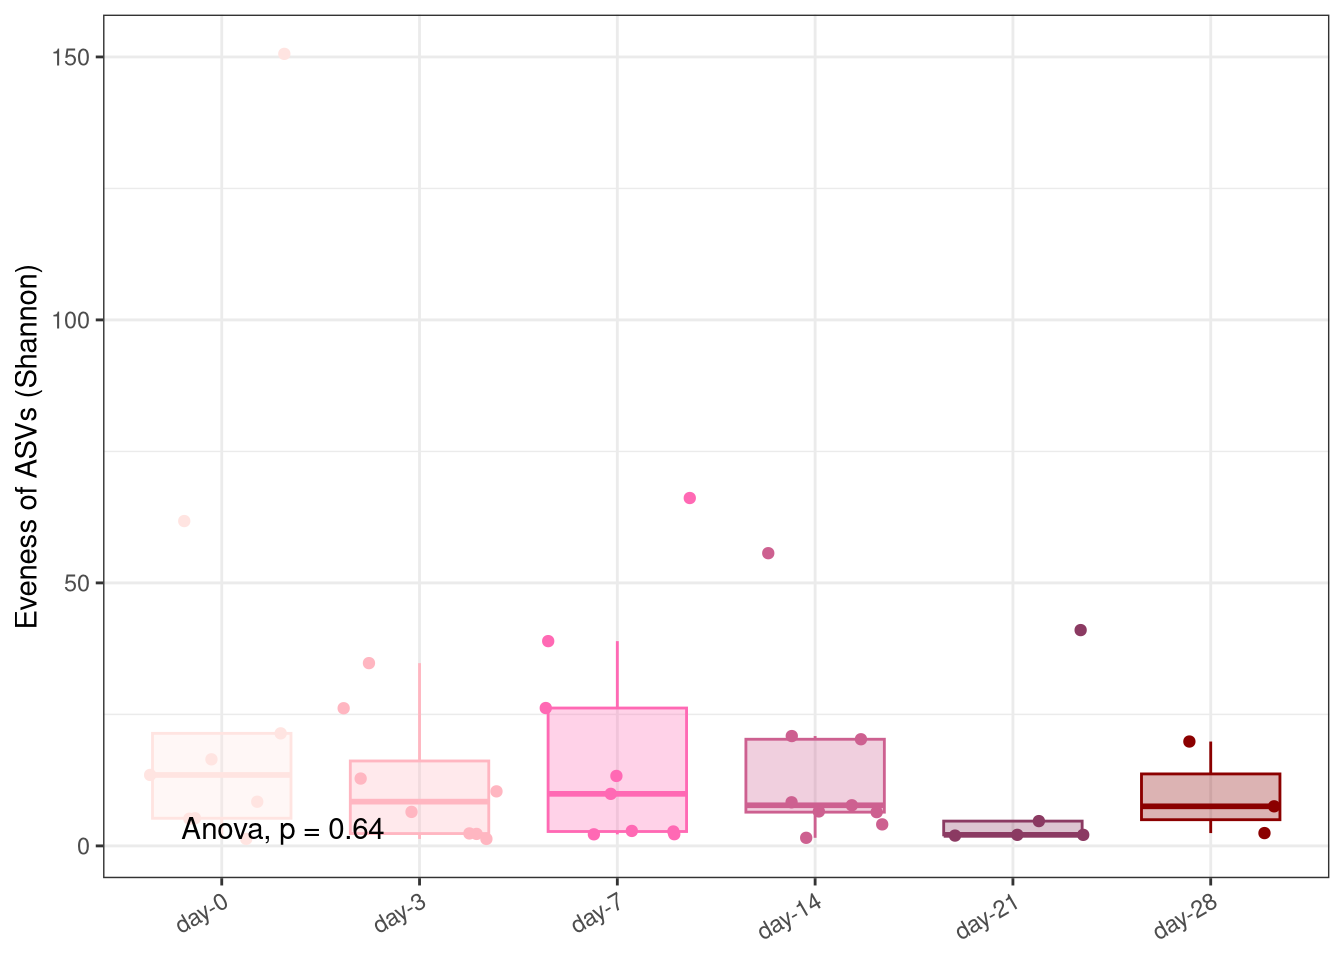 Eveness of ASVs (Shannon)
150
100
50
0
Anova, p = 0.64
day-0
day-3
day-7
day-14
day-21
day-28